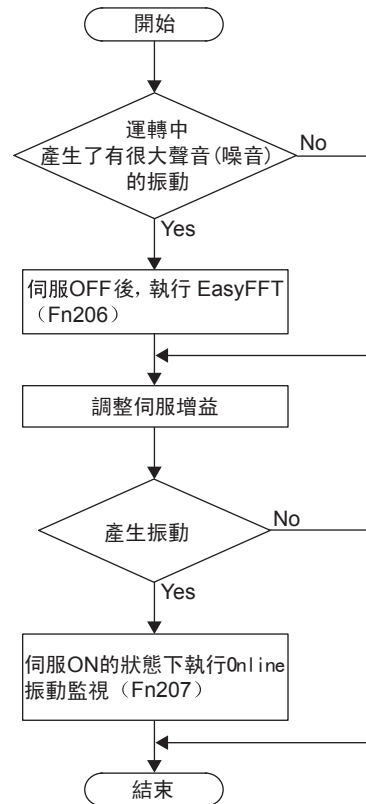 開始
運轉中
產生了有很大聲音(噪音)
的振動
No
Yes
伺服OFF後, 執行 EasyFFT
（Fn206）
調整伺服增益
產生振動
No
Yes
伺服ON的狀態下執行Online
振動監視（Fn207）
結束